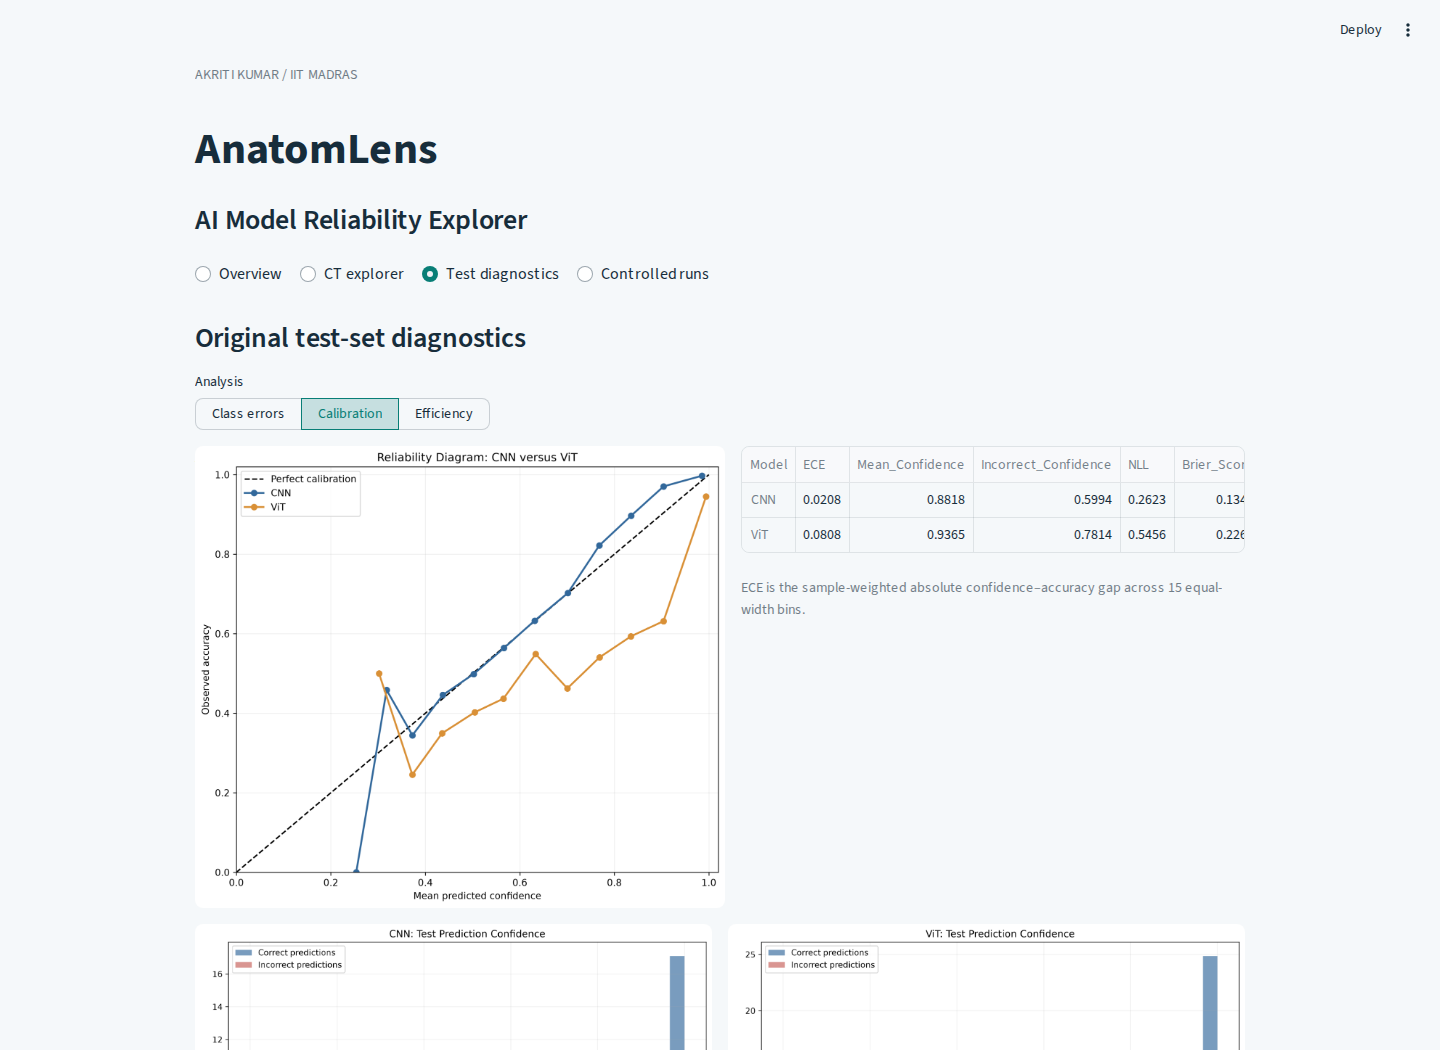 Deploy
AKRITI KUMAR / IIT MADRAS
AnatomLens
AI Model Reliability Explorer
Overview CT explorer Test diagnostics Controlled runs
Original test-set diagnostics
Analysis
Class errors Calibration Efficiency
Reliability Diagram: CNN versus ViT
Perfect calibration
CNN
ViT
1.0
0.8
0.6
0.4
0.2
0.0
Observed accuracy
0.0 0.2 0.4 0.6 0.8 1.0
Mean predicted confidence
Model ECE Mean_Confidence Incorrect_Confidence NLL Brier_Scor
CNN 0.0208 0.8818 0.5994 0.2623 0.134
ViT 0.0808 0.9365 0.7814 0.5456 0.226
ECE is the sample-weighted absolute confidence–accuracy gap across 15 equal-
width bins.
CNN: Test Prediction Confidence
Correct predictions
Incorrect predictions
16
14
12
ViT: Test Prediction Confidence
Correct predictions
Incorrect predictions
25
20